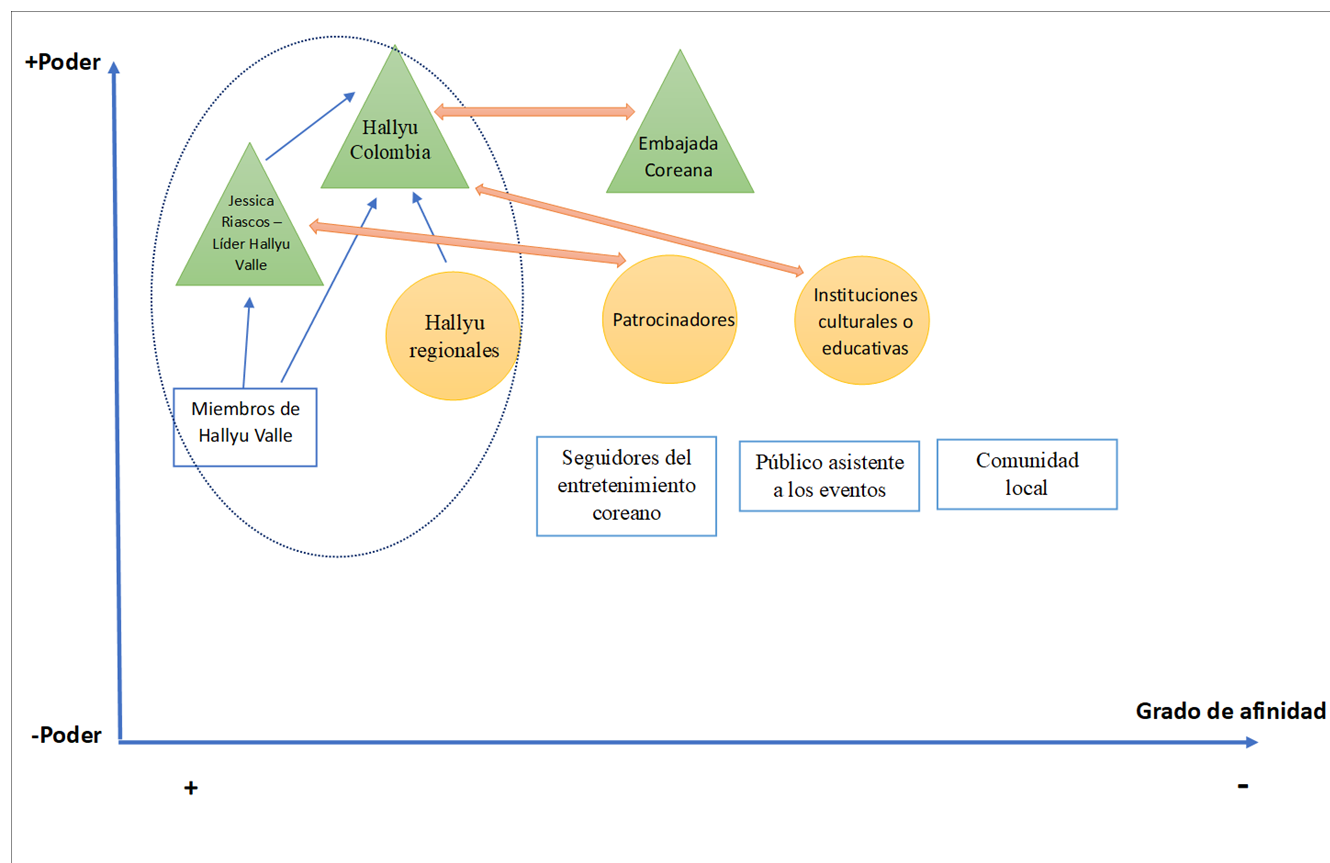 +Poder
Hallyu
Colombia
Embajada
Coreana
Jessica
Riascos –
Líder Hallyu
Valle
Hallyu
regionales
Patrocinadores
Instituciones
culturales o
educativas
Miembros de
Hallyu Valle
Seguidores del
entretenimiento
coreano
Público asistente
a los eventos
Comunidad
local
Grado de afinidad
-Poder
+
-